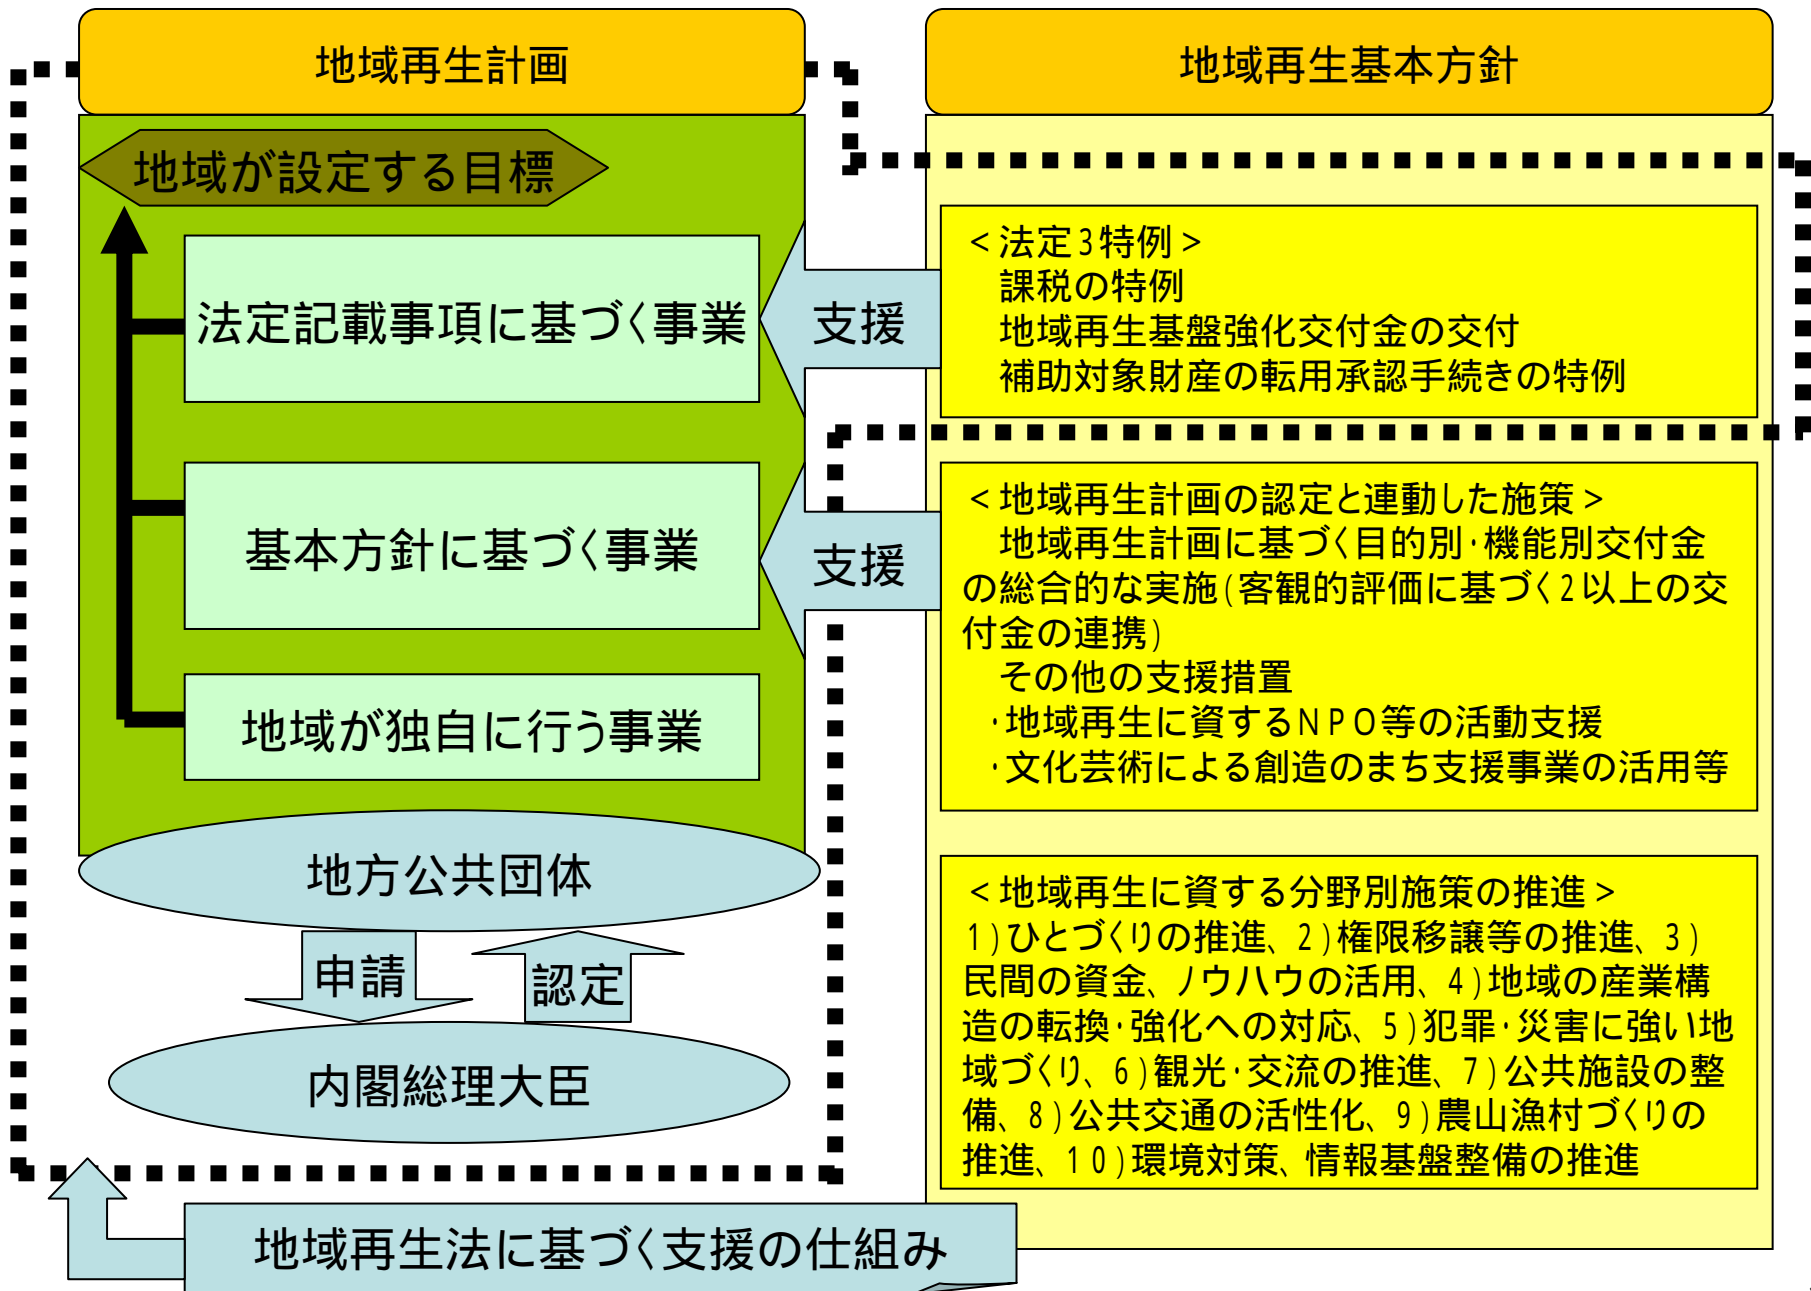 地域再生計画
地域が設定する目標
法定記載事項に基づく事業
支援
基本方針に基づく事業
支援
地域が独自に行う事業
地方公共団体
申請
認定
内閣総理大臣
地域再生法に基づく支援の仕組み
地域再生基本方針
＜法定3特例＞
課税の特例
地域再生基盤強化交付金の交付
補助対象財産の転用承認手続きの特例
＜地域再生計画の認定と連動した施策＞
地域再生計画に基づく目的別・機能別交付金
の総合的な実施(客観的評価に基づく2以上の交
付金の連携)
その他の支援措置
・地域再生に資するNPO等の活動支援
・文化芸術による創造のまち支援事業の活用等
＜地域再生に資する分野別施策の推進＞
1)ひとづくりの推進、2)権限移譲等の推進、3)
民間の資金、ノウハウの活用、4)地域の産業構
造の転換・強化への対応、5)犯罪・災害に強い地
域づくり、6)観光・交流の推進、7)公共施設の整
備、8)公共交通の活性化、9)農山漁村づくりの
推進、10)環境対策、情報基盤整備の推進